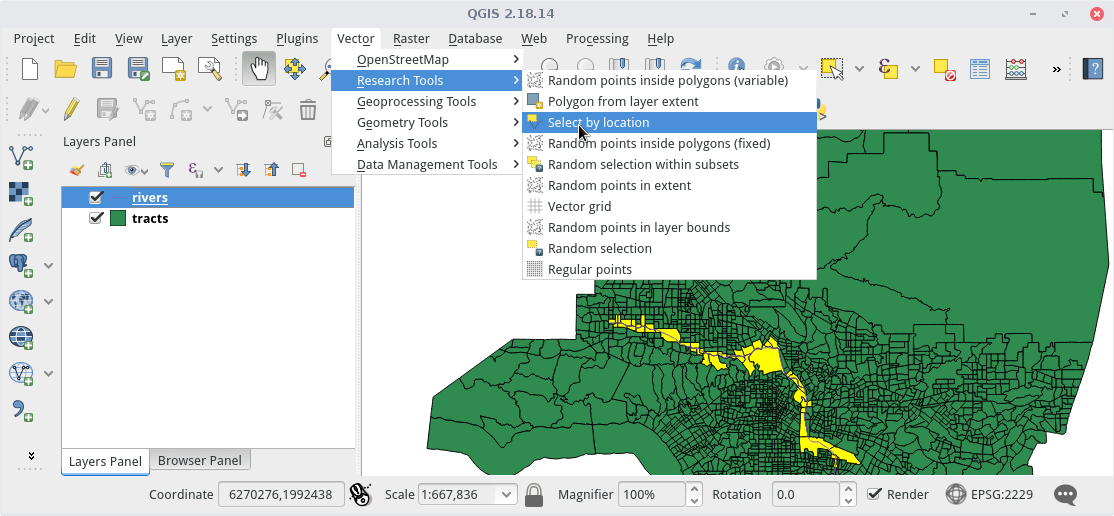 QGIS 2.18.14
Project Edit View Layer Settings Plugins Vector Raster Database Web Processing Help
OpenStreetMap
Research Tools
Geoprocessing Tools
Geometry Tools
Analysis Tools
Data Management Tools
Random points inside polygons (variable)
Polygon from layer extent
Select by location
Random points inside polygons (fixed)
Random selection within subsets
Random points in extent
Vector grid
Random points in layer bounds
Random selection
Regular points
Layers Panel
rivers
tracts
Layers Panel Browser Panel
Coordinate 6270276,1992438 Scale 1:667,836 Magnifier 100% Rotation 0.0 Render EPSG:2229